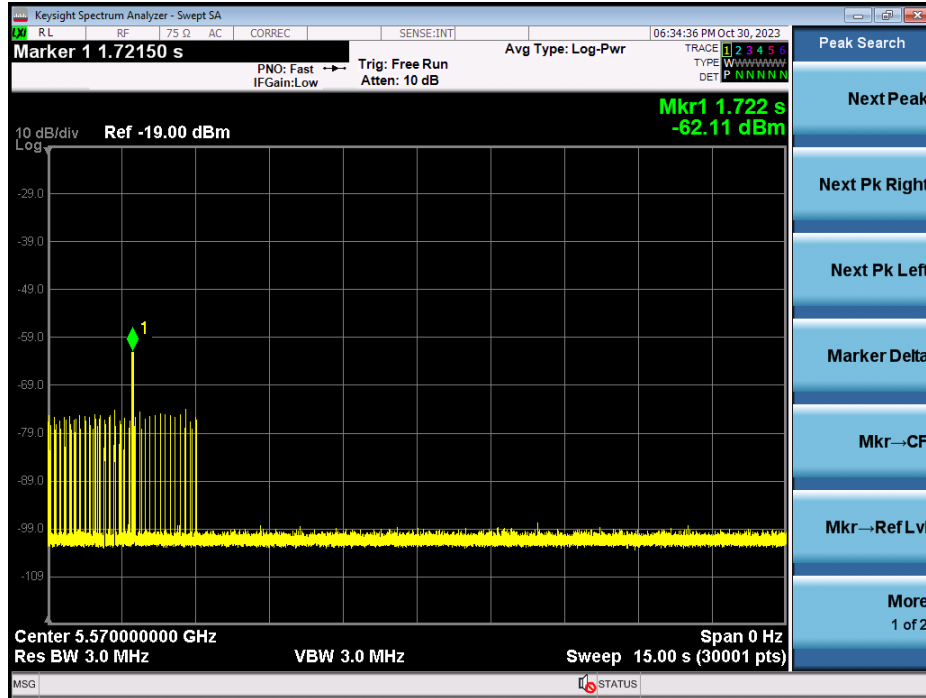 Keysight Spectrum Analyzer - Swept SA
LXI RL RF 75 Ω AC CORREC SENSE:INT 06:34:36 PM Oct 30, 2023
Marker 1 1.72150 s
PNO: Fast
IFGain:Low
Trig: Free Run
Atten: 10 dB
Avg Type: Log-Pwr
TRACE 1 2 3 4 5 6
TYPE WWWWWW
DET P N N N N N
Mkr1 1.722 s
-62.11 dBm
10 dB/div Ref -19.00 dBm
Log
-29.0
-39.0
-49.0
-59.0
1
-69.0
-79.0
-89.0
-99.0
-109
Center 5.570000000 GHz Span 0 Hz
Res BW 3.0 MHz VBW 3.0 MHz Sweep 15.00 s (30001 pts)
MSG STATUS
Peak Search
Next Peak
Next Pk Right
Next Pk Left
Marker Delta
Mkr→CF
Mkr→Ref Lvl
More
1 of 2